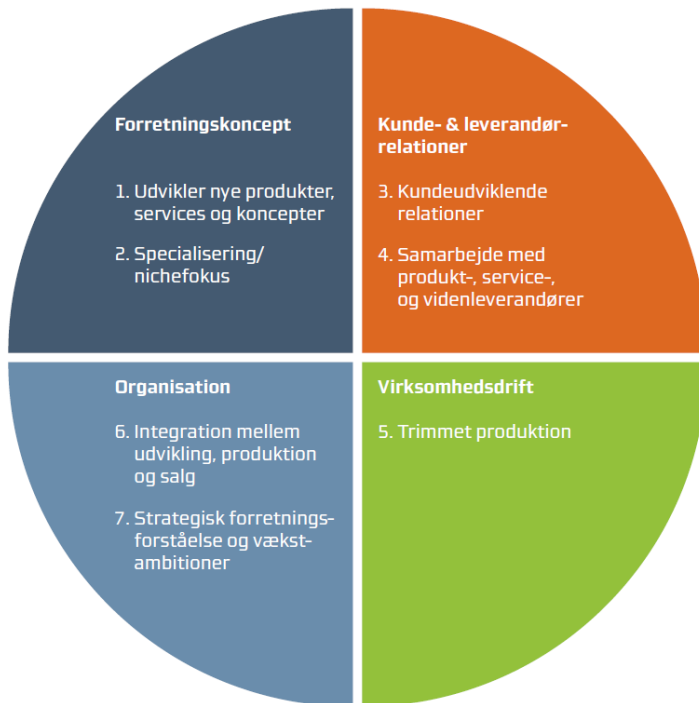 Forretningskoncept
1. Udvikler nye produkter,
services og koncepter
2. Specialisering/
nichefokus
Kunde- & leverandør-
relationer
3. Kundeudviklende
relationer
4. Samarbejde med
produkt-, service-,
og videnleverandører
Organisation
6. Integration mellem
udvikling, produktion
og salg
7. Strategisk forretnings-
forståelse og vækst-
ambitioner
Virksomhedsdrift
5. Trimmet produktion